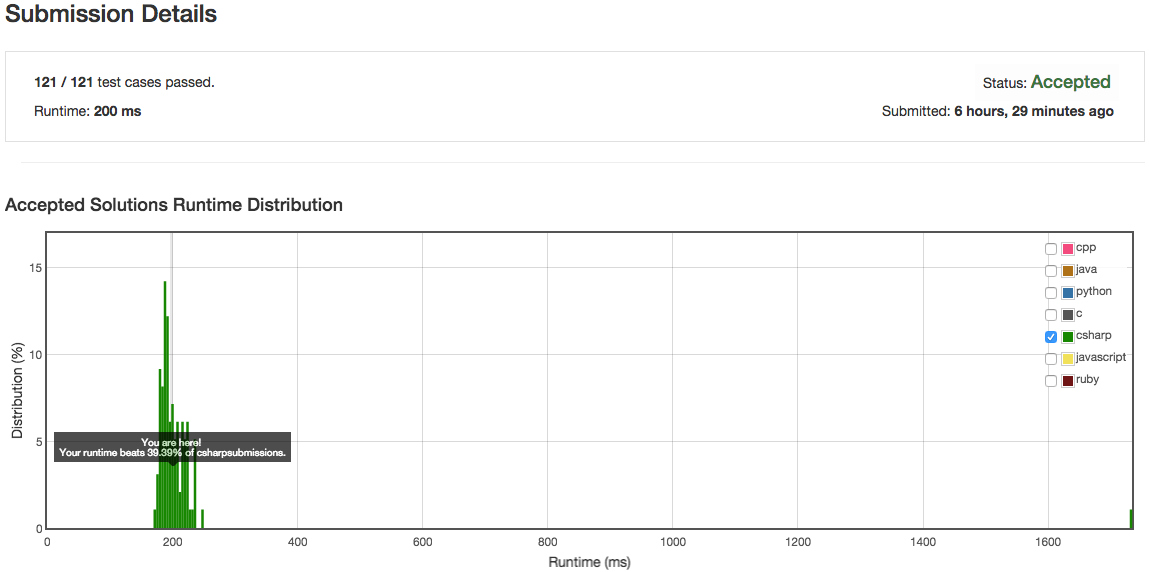 Submission Details
121 / 121 test cases passed.
Status: Accepted
Runtime: 200 ms
Submitted: 6 hours, 29 minutes ago
Accepted Solutions Runtime Distribution
cpp
java
python
c
csharp
javascript
ruby
15
10
5
0
Distribution (%)
You are here!
Your runtime beats 39.39% of csharpsubmissions.
0
200
400
600
800
1000
1200
1400
1600
Runtime (ms)